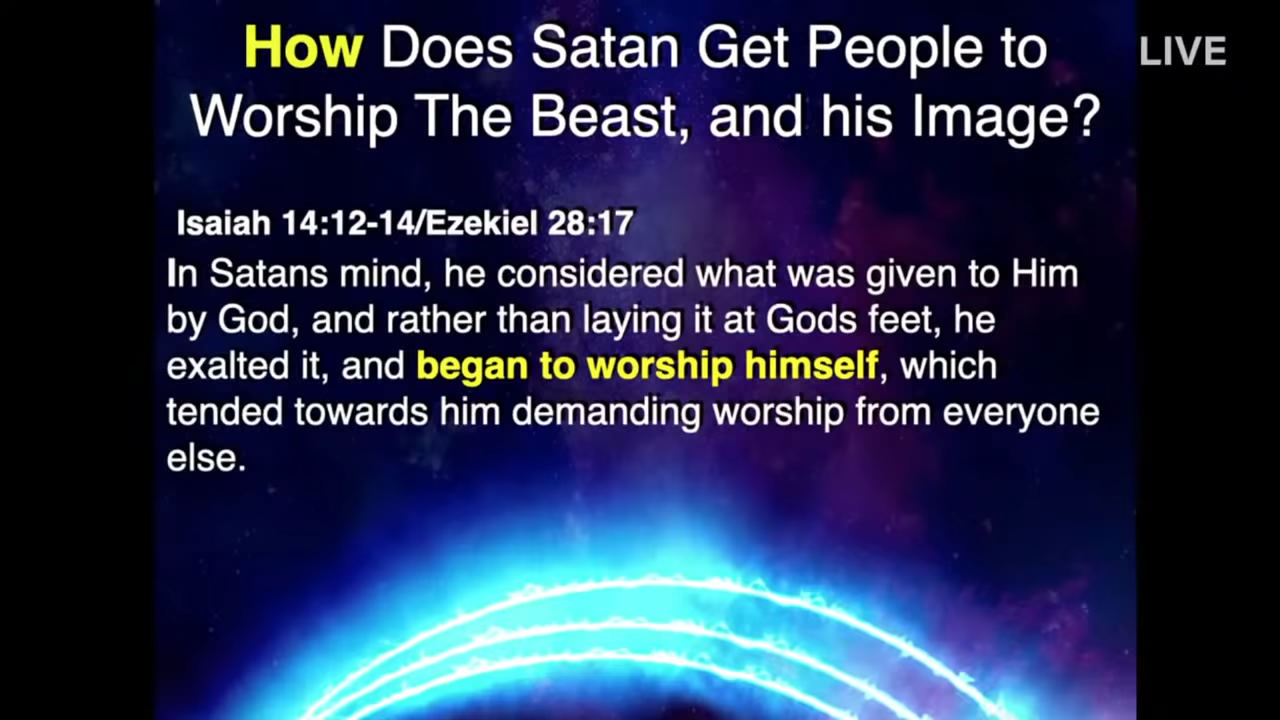 How Does Satan Get People to
Worship The Beast, and his Image?
LIVE
Isaiah 14:12-14/Ezekiel 28:17
In Satans mind, he considered what was given to Him
by God, and rather than laying it at Gods feet, he
exalted it, and began to worship himself, which
tended towards him demanding worship from everyone
else.